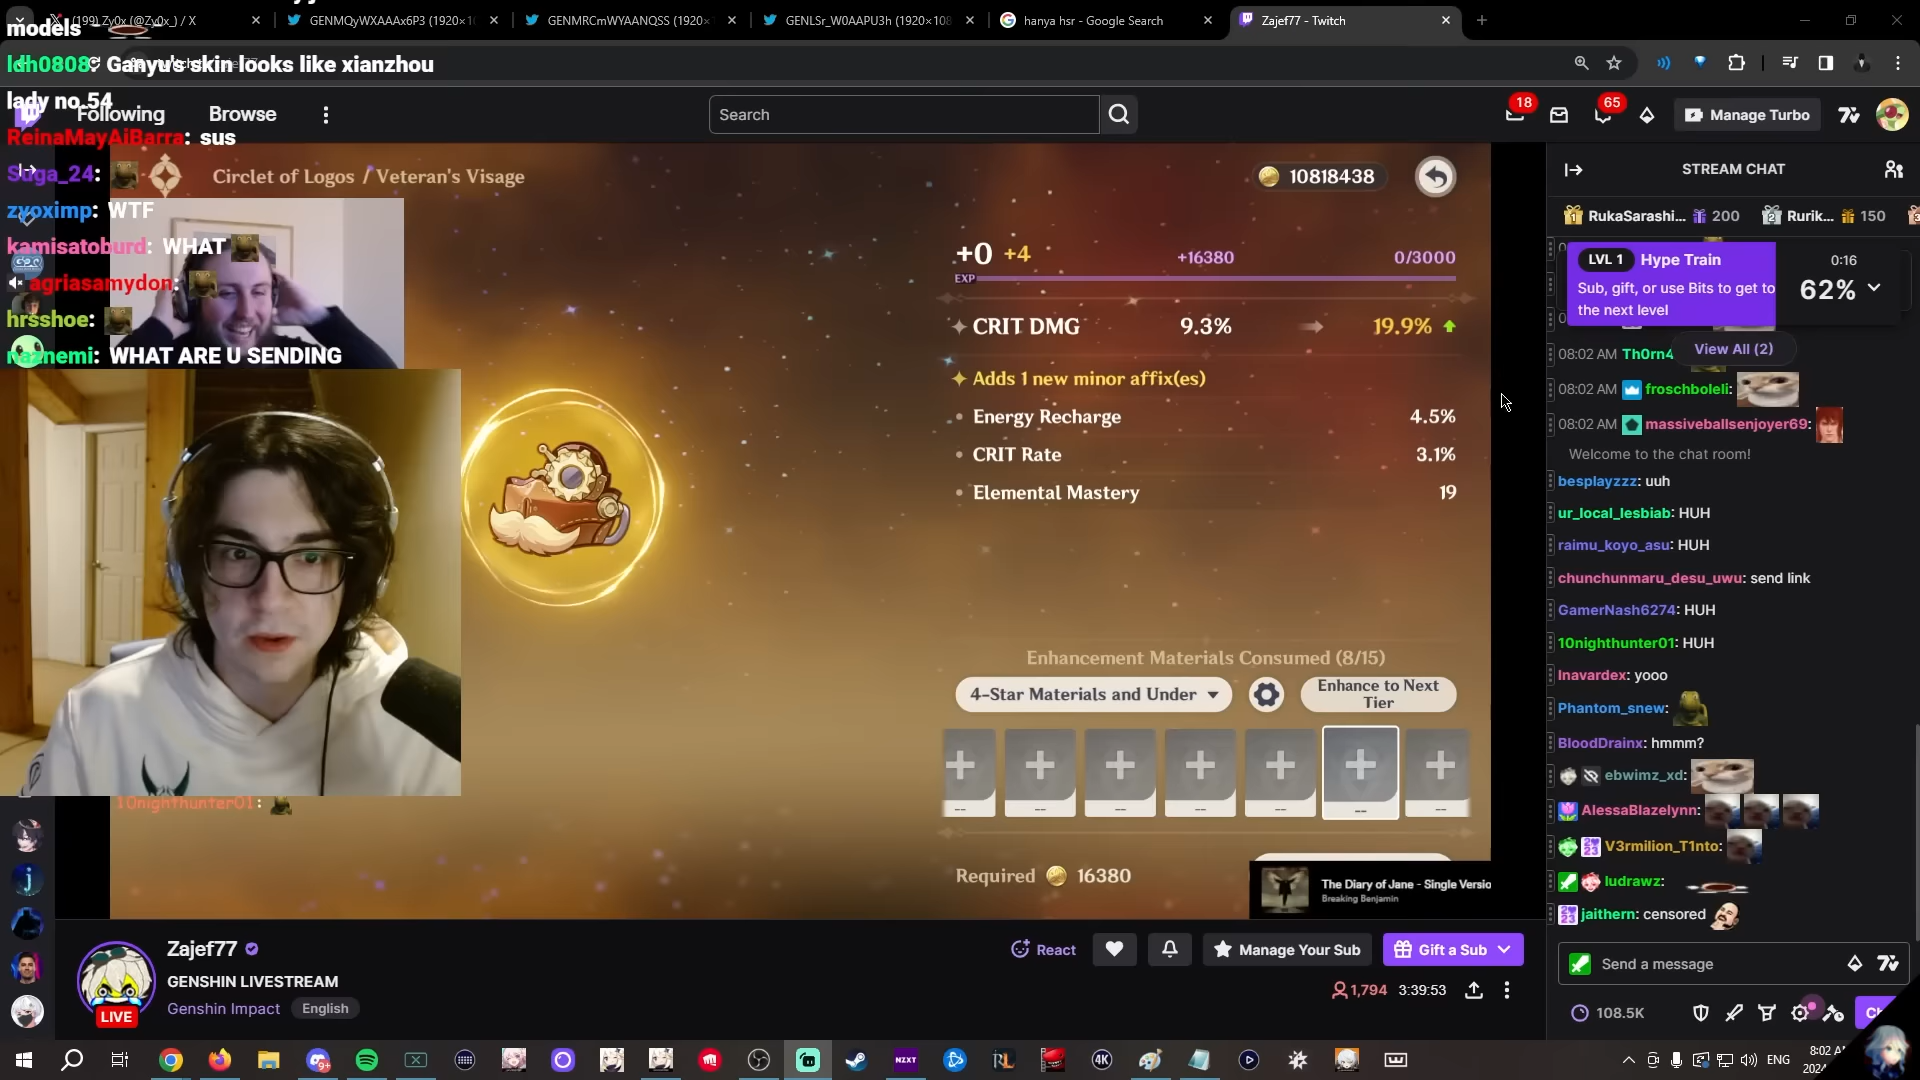 (199) Zy0x (@Zy0x_) / X
GENMQyWXAAAx6P3 (1920×1
GENMRCmWYAANQSS (1920×
GENLSr_W0AAPU3h (1920×108
hanya hsr - Google Search
Zajef77 - Twitch
models
ldh0808: Ganyu's skin looks like xianzhou
lady no.54
ReinaMayAiBarra: sus
Suga_24:
zyoximp: WTF
kamisatoburd: WHAT
agriasamydon:
hrsshoe:
naznemi: WHAT ARE U SENDING
Following
Browse
Search
18
65
Manage Turbo
Circlet of Logos / Veteran's Visage
10818438
+0 +4
+16380
0/3000
EXP
CRIT DMG 9.3% 19.9%
Adds 1 new minor affix(es)
Energy Recharge 4.5%
CRIT Rate 3.1%
Elemental Mastery 19
Enhancement Materials Consumed (8/15)
4-Star Materials and Under
Enhance to Next
Tier
Required 16380
The Diary of Jane - Single Versio
Breaking Benjamin
10nighthunter01:
Zajef77
GENSHIN LIVESTREAM
Genshin Impact
English
LIVE
React
Manage Your Sub
Gift a Sub
1,794
3:39:53
STREAM CHAT
RukaSarashi... 200
Rurik... 150
LVL 1 Hype Train
Sub, gift, or use Bits to get to
the next level
0:16
62%
View All (2)
08:02 AM Th0rn4
08:02 AM froschboleli:
08:02 AM massiveballsenjoyer69:
Welcome to the chat room!
besplayzzz: uuh
ur_local_lesbiab: HUH
raimu_koyo_asu: HUH
chunchunmaru_desu_uwu: send link
GamerNash6274: HUH
10nighthunter01: HUH
Inavardex: yooo
Phantom_snew:
BloodDrainx: hmmm?
ebwimz_xd:
AlessaBlazelynn:
V3rmilion_T1nto:
ludrawz:
jaithern: censored
Send a message
108.5K
9+
NZXT
4K
ENG
8:02 AM